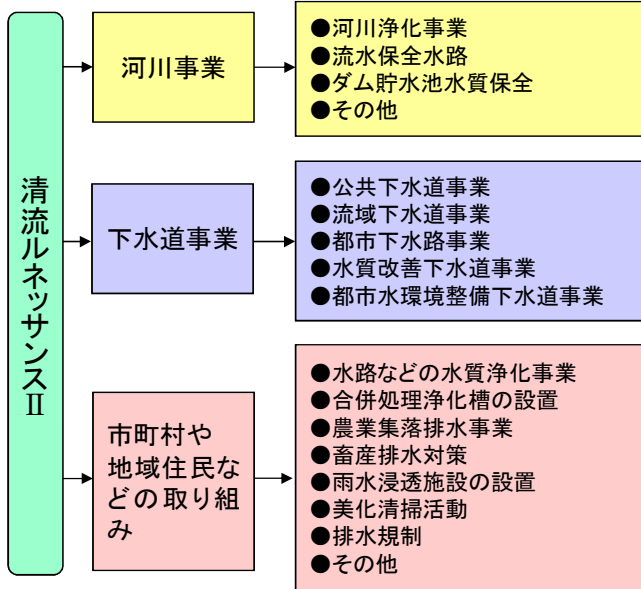 清流ルネッサンスⅡ
河川事業
●河川浄化事業
●流水保全水路
●ダム貯水池水質保全
●その他
下水道事業
●公共下水道事業
●流域下水道事業
●都市下水路事業
●水質改善下水道事業
●都市水環境整備下水道事業
市町村や
地域住民な
どの取り組
み
●水路などの水質浄化事業
●合併処理浄化槽の設置
●農業集落排水事業
●畜産排水対策
●雨水浸透施設の設置
●美化清掃活動
●排水規制
●その他